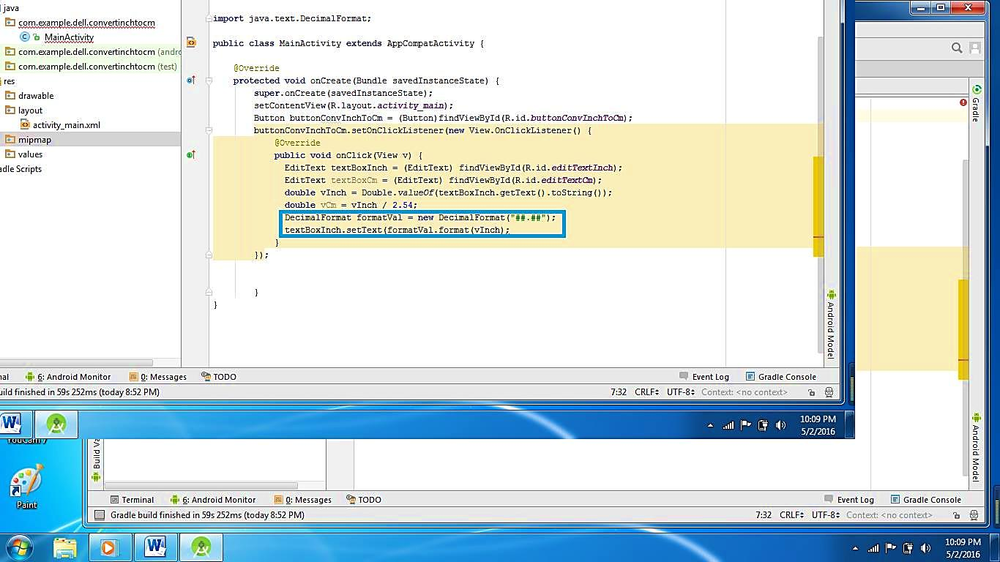 java
com.example.dell.convertinchtocm
MainActivity
com.example.dell.convertinchtocm (andro
com.example.dell.convertinchtocm (test)
res
drawable
layout
activity_main.xml
mipmap
values
adle Scripts
import java.text.DecimalFormat;
public class MainActivity extends AppCompatActivity {
@Override
protected void onCreate(Bundle savedInstanceState) {
super.onCreate(savedInstanceState);
setContentView(R.layout.activity_main);
Button buttonConvInchToCm = (Button)findViewById(R.id.buttonConvInchToCm);
buttonConvInchToCm.setOnClickListener(new View.OnClickListener() {
@Override
public void onClick(View v) {
EditText textBoxInch = (EditText) findViewById(R.id.editTextInch);
EditText textBoxCm = (EditText) findViewById(R.id.editTextCm);
double vInch = Double.valueOf(textBoxInch.getText().toString());
double vCm = vInch / 2.54;
DecimalFormat formatVal = new DecimalFormat("##.##");
textBoxInch.setText(formatVal.format(vInch);
}
});
}
}
Gradle
Android Model
nal 6: Android Monitor 0: Messages TODO Event Log Gradle Console
uild finished in 59s 252ms (today 8:52 PM) 7:32 CRLF UTF-8 Context: <no context>
10:09 PM
5/2/2016
YouCam 7
Build Va
Paint
Android Model
Terminal 6: Android Monitor 0: Messages TODO Event Log Gradle Console
Gradle build finished in 59s 252ms (today 8:52 PM) 7:32 CRLF UTF-8 Context: <no context>
10:09 PM
5/2/2016